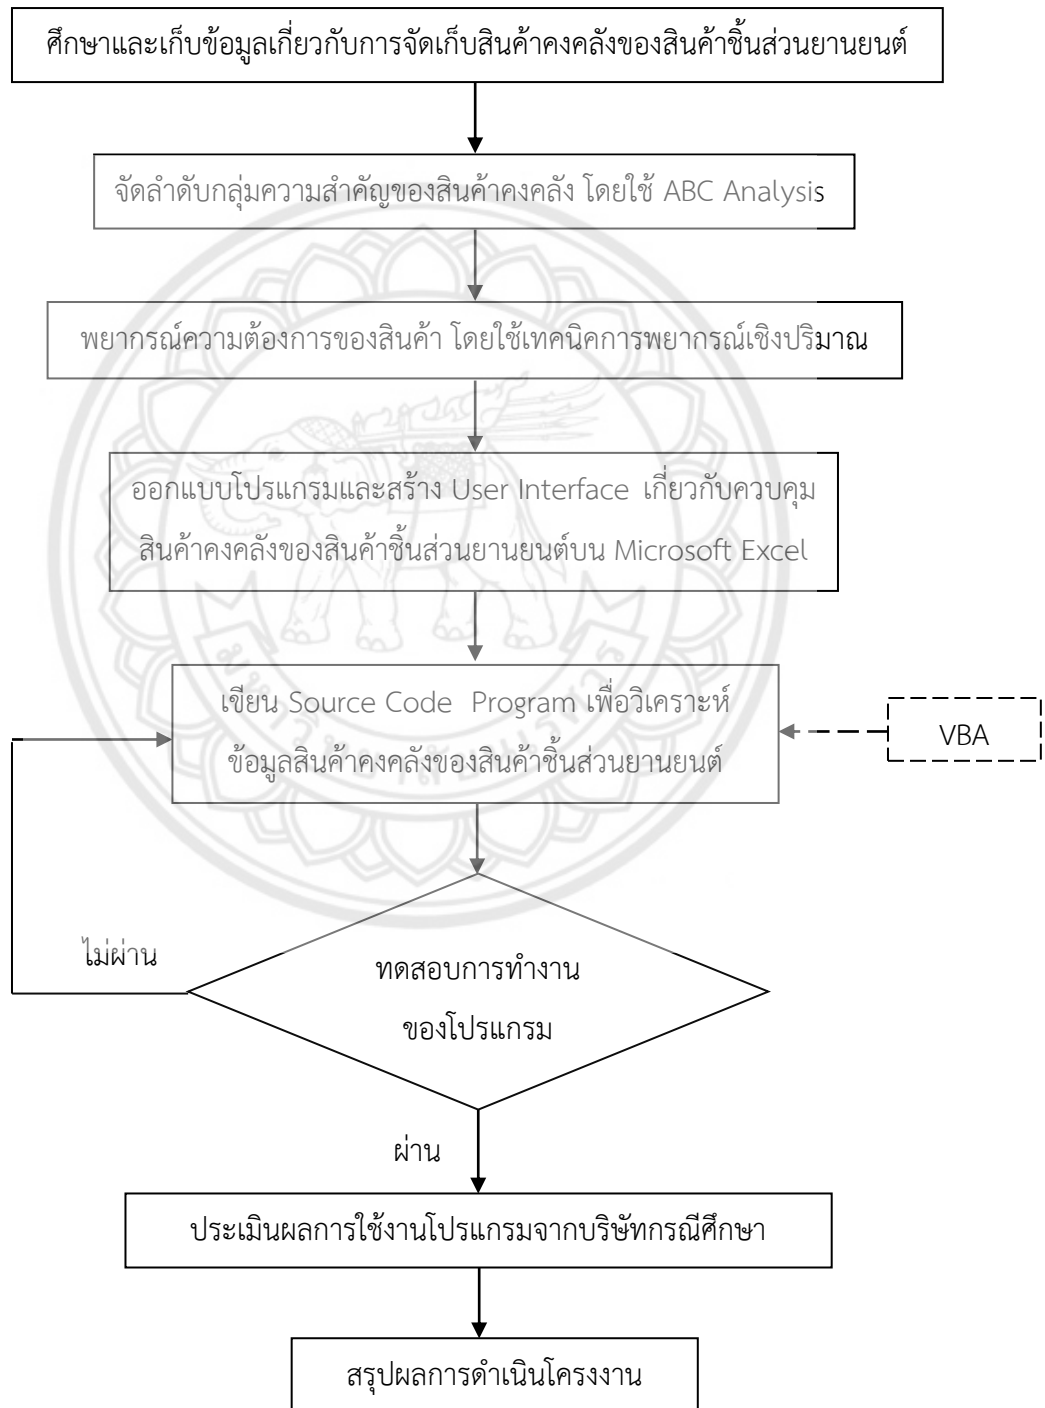 ศึกษาและเก็บข้อมูลเกี่ยวกับการจัดเก็บสินค้าคงคลังของสินค้าชิ้นส่วนยานยนต์
จัดลำดับกลุ่มความสำคัญของสินค้าคงคลัง โดยใช้ ABC Analysis
พยากรณ์ความต้องการของสินค้า โดยใช้เทคนิคการพยากรณ์เชิงปริมาณ
ออกแบบโปรแกรมและสร้าง User Interface เกี่ยวกับควบคุม
สินค้าคงคลังของสินค้าชิ้นส่วนยานยนต์บน Microsoft Excel
เขียน Source Code Program เพื่อวิเคราะห์
ข้อมูลสินค้าคงคลังของสินค้าชิ้นส่วนยานยนต์
VBA
มหาวิทยาลัยนเรศวร
ไม่ผ่าน
ทดสอบการทำงาน
ของโปรแกรม
ผ่าน
ประเมินผลการใช้งานโปรแกรมจากบริษัทกรณีศึกษา
สรุปผลการดำเนินโครงงาน